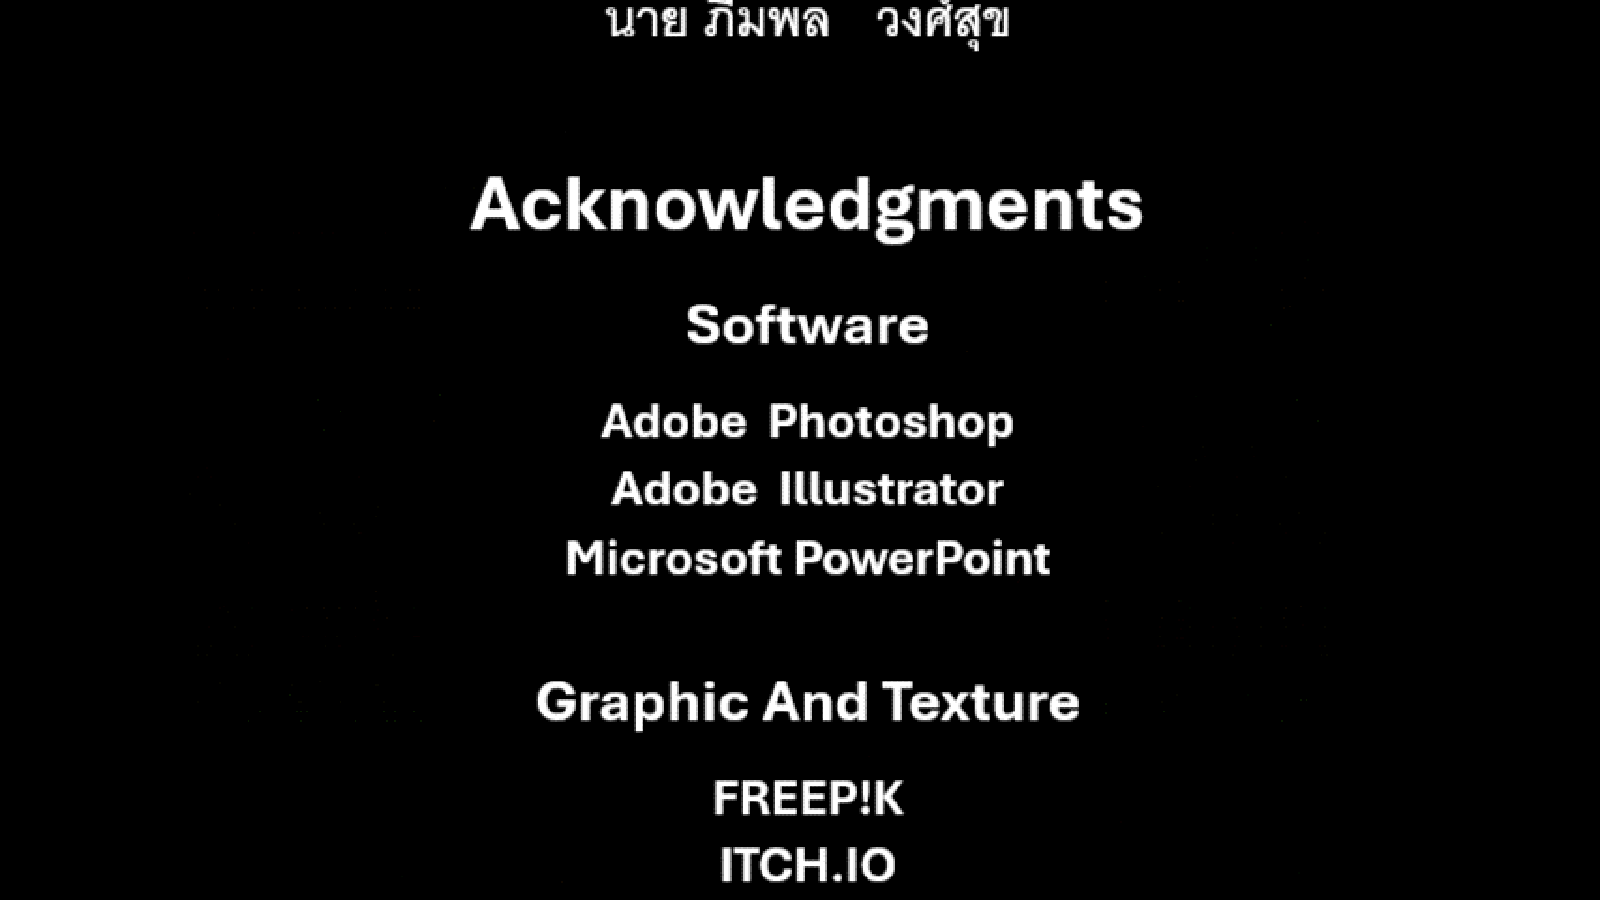 นาย ภีมพล วงศ์สุข
Acknowledgments
Software
Adobe Photoshop
Adobe Illustrator
Microsoft PowerPoint
Graphic And Texture
FREEP!K
ITCH.IO